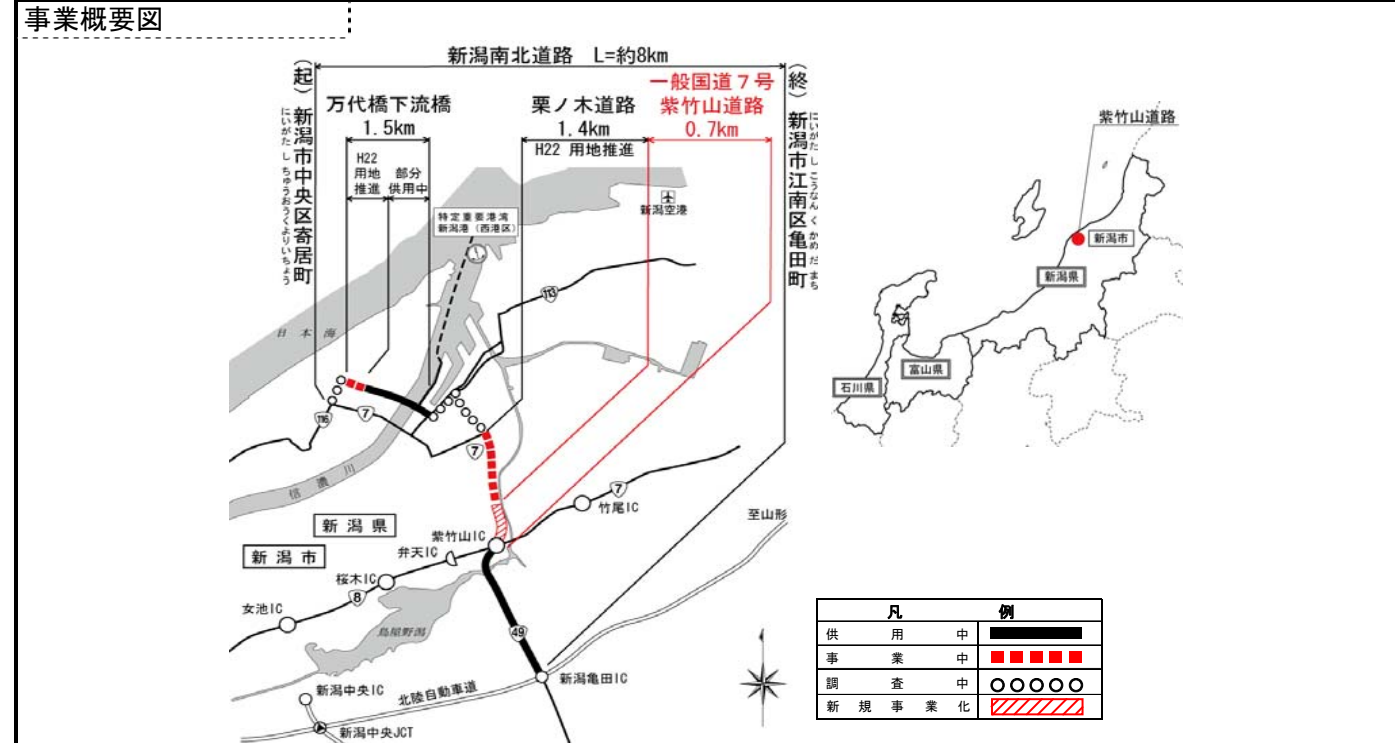 事業概要図
新潟南北道路 L=約8km
(起)新潟市中央区寄居町
にいがたしちゅうおうくよりいちょう
(終)新潟市江南区亀田町
にいがたしこうなんくかめだまち
一般国道7号
紫竹山道路
0.7km
万代橋下流橋
1.5km
栗ノ木道路
1.4km
H22 用地推進
H22
用地
推進
部分
供用中
特定重要港湾
新潟港(西港区)
新潟空港
113
日本海
116
7
7
信濃川
7
竹尾IC
紫竹山IC
至山形
新潟県
新潟市
弁天IC
桜木IC
8
女池IC
鳥屋野潟
49
新潟亀田IC
新潟中央IC
北陸自動車道
新潟中央JCT
紫竹山道路
新潟市
新潟県
富山県
石川県
凡例
供用中
事業中
調査中
新規事業化